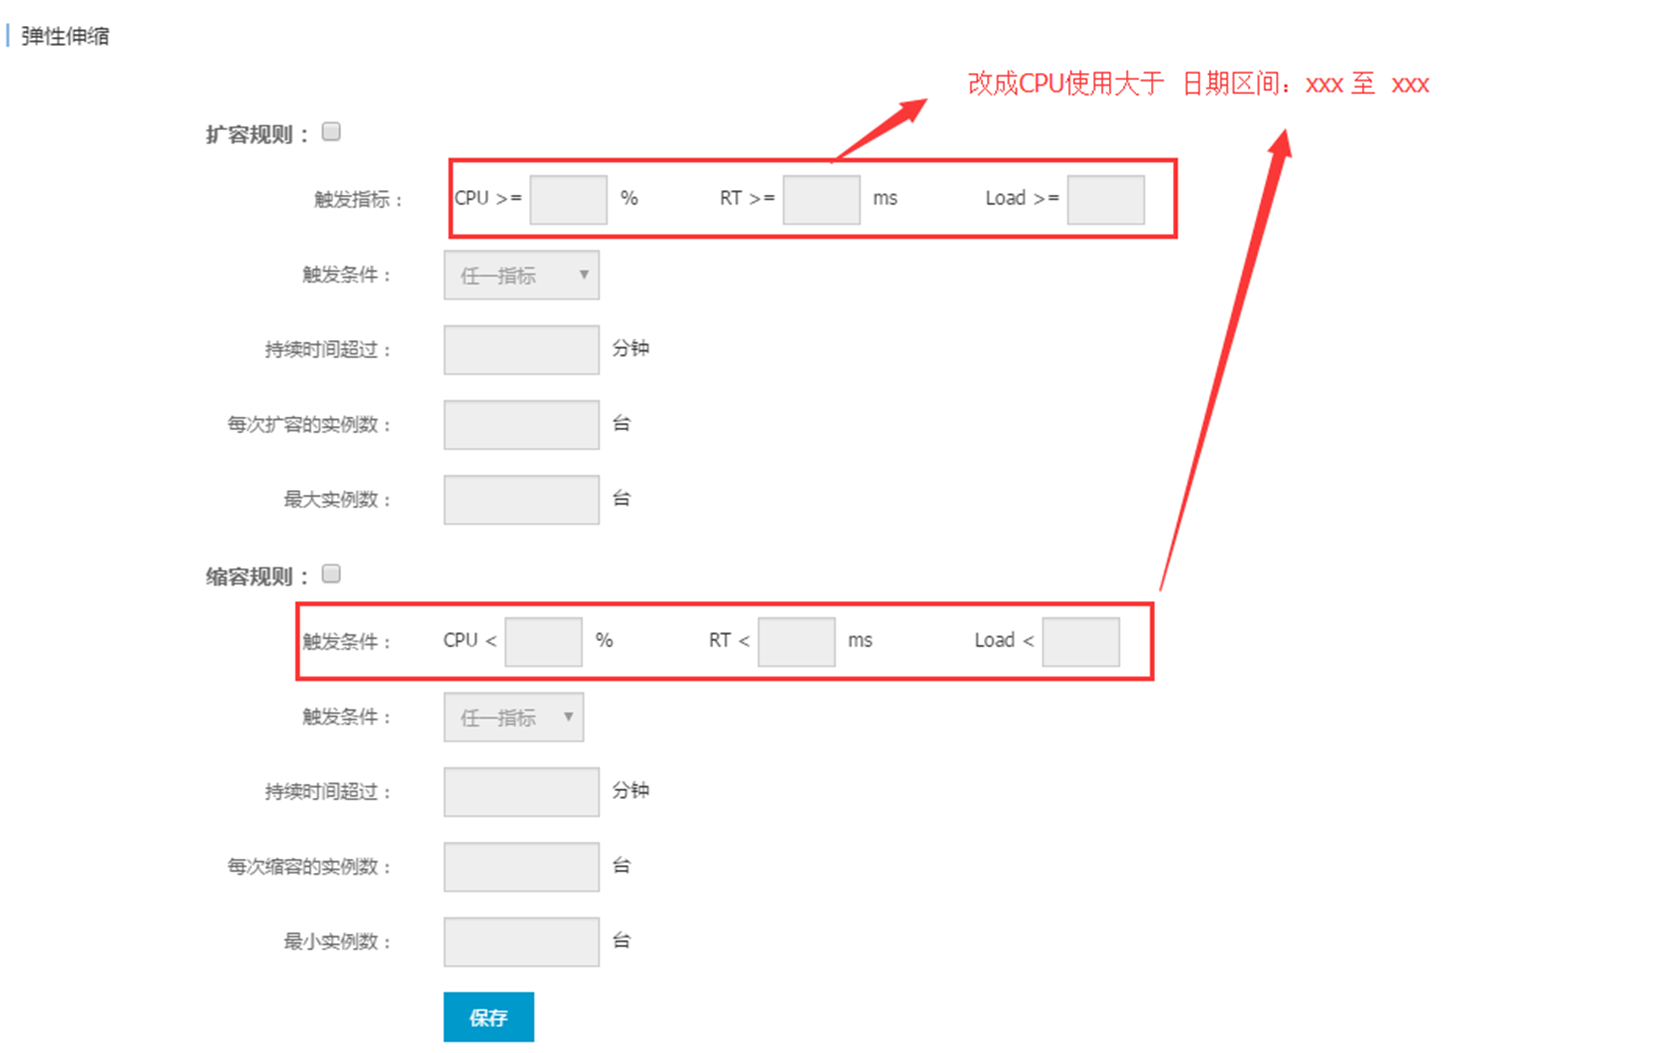 弹性伸缩
改成CPU使用大于 日期区间：xxx 至 xxx
扩容规则：
触发指标： CPU >= % RT >= ms Load >=
触发条件： 任一指标
持续时间超过： 分钟
每次扩容的实例数： 台
最大实例数： 台
缩容规则：
触发条件： CPU < % RT < ms Load <
触发条件： 任一指标
持续时间超过： 分钟
每次缩容的实例数： 台
最小实例数： 台
保存